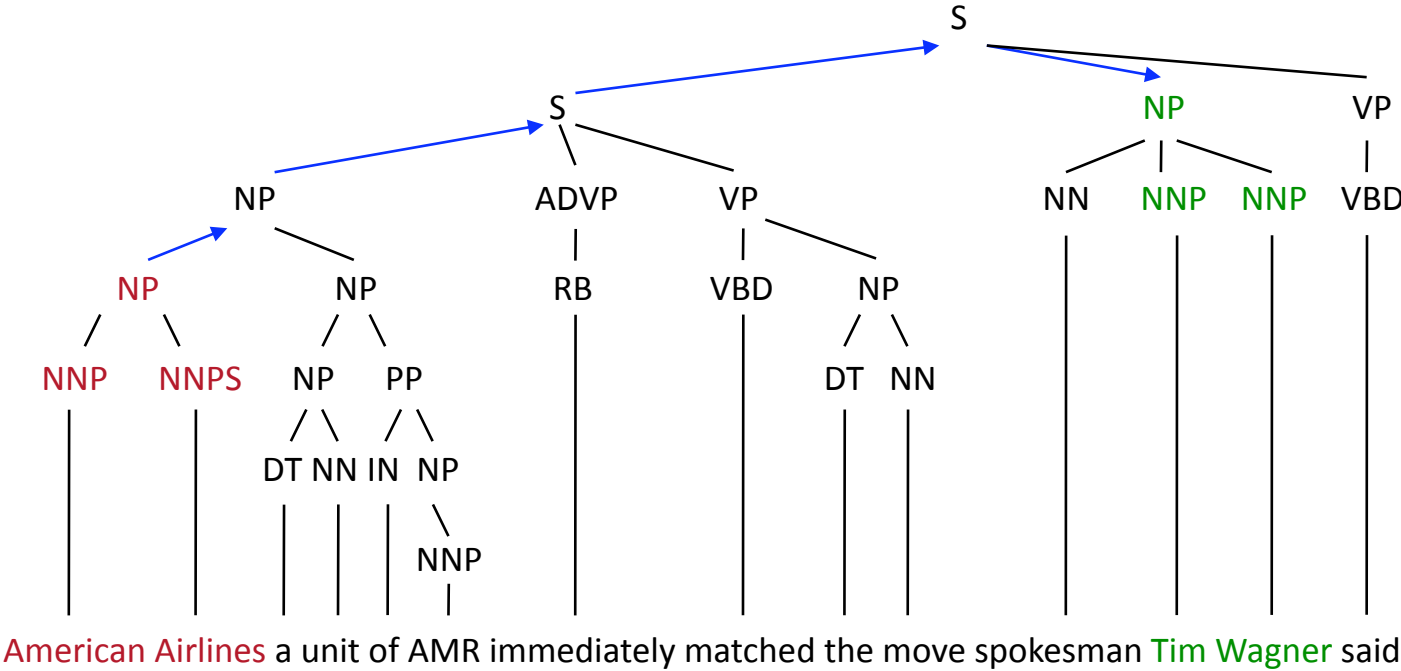 S
S NP VP
NP ADVP VP NN NNP NNP VBD
NP NP RB VBD NP
NNP NNPS NP PP DT NN
DT NN IN NP
NNP
American Airlines a unit of AMR immediately matched the move spokesman Tim Wagner said